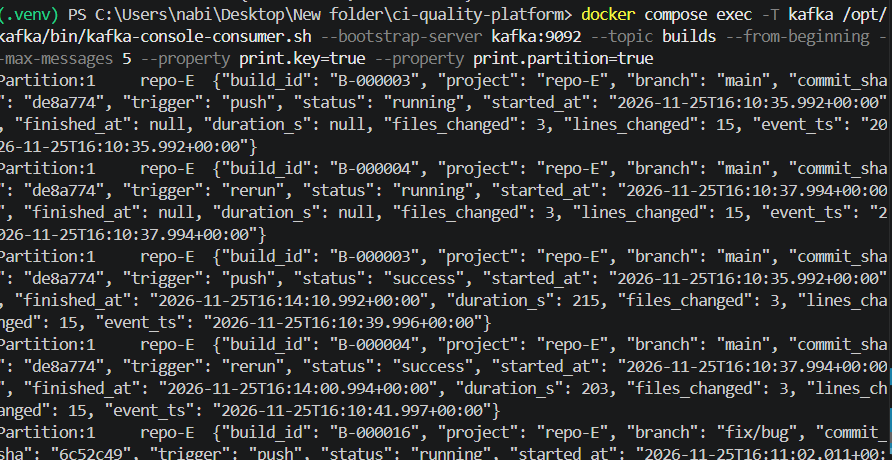 (.venv) PS C:\Users\nabi\Desktop\New folder\ci-quality-platform> docker compose exec -T kafka /opt/
kafka/bin/kafka-console-consumer.sh --bootstrap-server kafka:9092 --topic builds --from-beginning -
-max-messages 5 --property print.key=true --property print.partition=true
Partition:1 repo-E {"build_id": "B-000003", "project": "repo-E", "branch": "main", "commit_sha
": "de8a774", "trigger": "push", "status": "running", "started_at": "2026-11-25T16:10:35.992+00:00"
, "finished_at": null, "duration_s": null, "files_changed": 3, "lines_changed": 15, "event_ts": "20
26-11-25T16:10:35.992+00:00"}
Partition:1 repo-E {"build_id": "B-000004", "project": "repo-E", "branch": "main", "commit_sha
": "de8a774", "trigger": "rerun", "status": "running", "started_at": "2026-11-25T16:10:37.994+00:00
", "finished_at": null, "duration_s": null, "files_changed": 3, "lines_changed": 15, "event_ts": "2
026-11-25T16:10:37.994+00:00"}
Partition:1 repo-E {"build_id": "B-000003", "project": "repo-E", "branch": "main", "commit_sha
": "de8a774", "trigger": "push", "status": "success", "started_at": "2026-11-25T16:10:35.992+00:00"
, "finished_at": "2026-11-25T16:14:10.992+00:00", "duration_s": 215, "files_changed": 3, "lines_cha
nged": 15, "event_ts": "2026-11-25T16:10:39.996+00:00"}
Partition:1 repo-E {"build_id": "B-000004", "project": "repo-E", "branch": "main", "commit_sha
": "de8a774", "trigger": "rerun", "status": "success", "started_at": "2026-11-25T16:10:37.994+00:00
", "finished_at": "2026-11-25T16:14:00.994+00:00", "duration_s": 203, "files_changed": 3, "lines_ch
anged": 15, "event_ts": "2026-11-25T16:10:41.997+00:00"}
Partition:1 repo-E {"build_id": "B-000016", "project": "repo-E", "branch": "fix/bug", "commit_
sha": "6c52c49", "trigger": "push", "status": "running", "started_at": "2026-11-25T16:11:02.011+00: